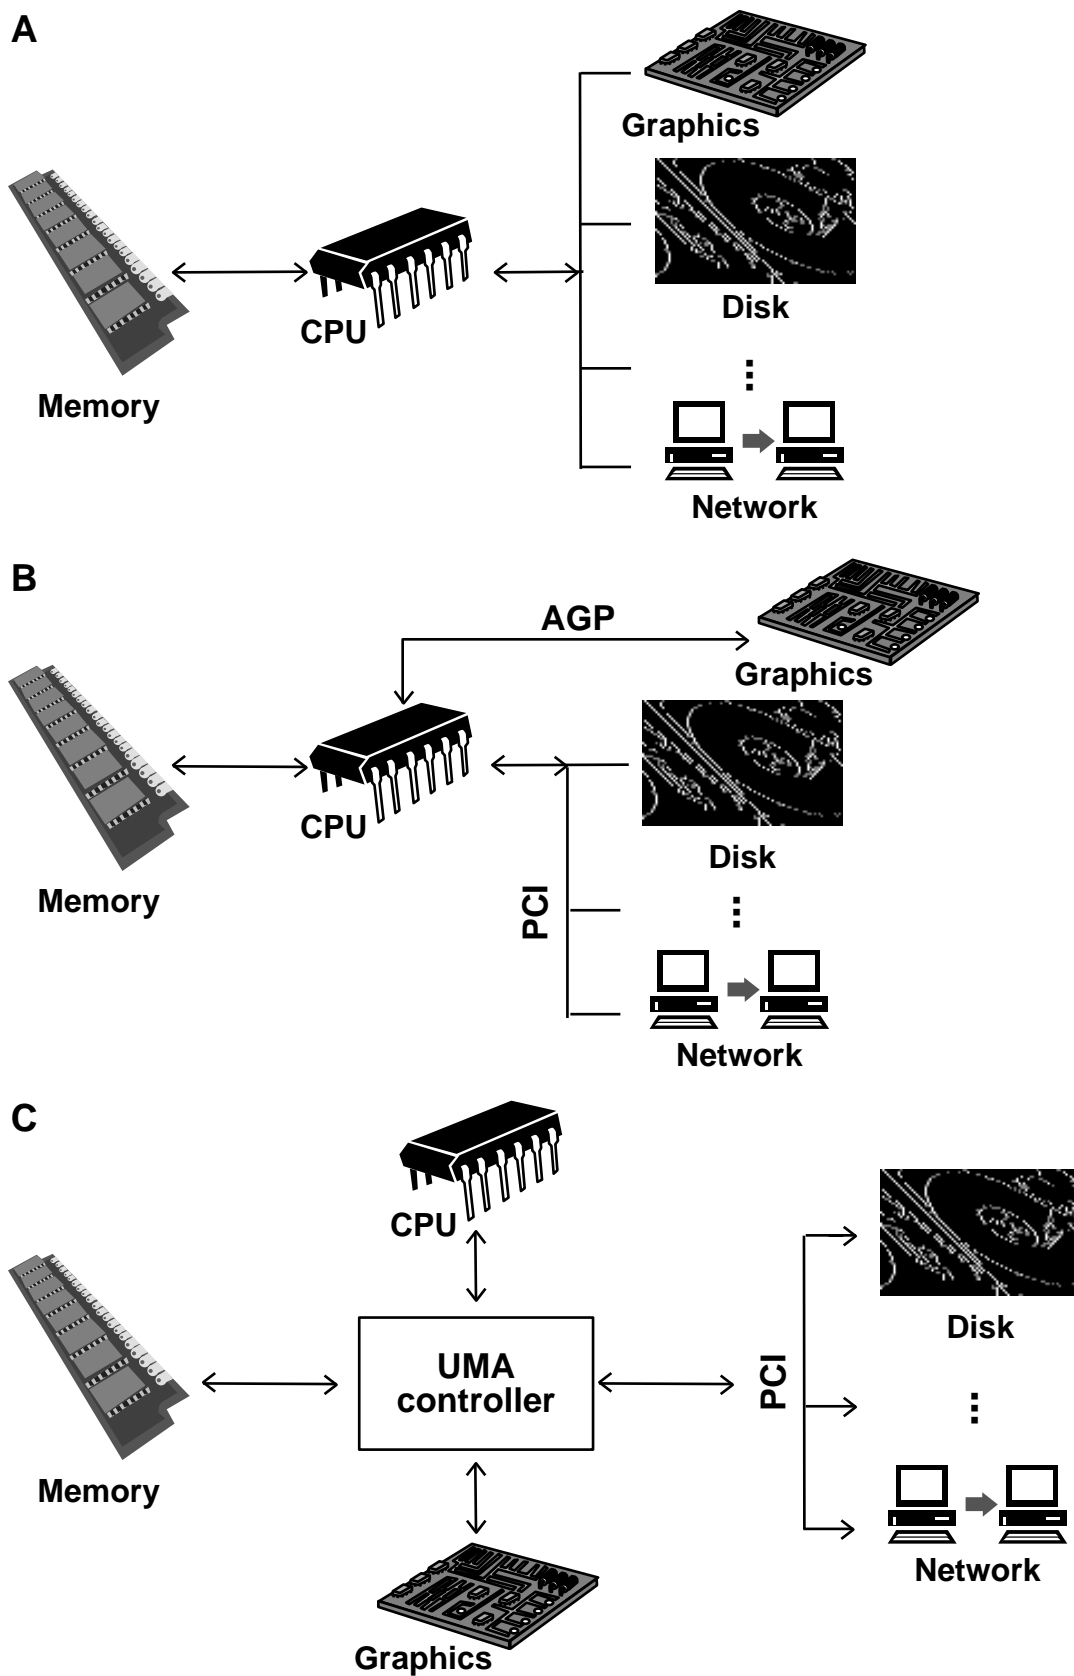 A
Graphics
Disk
CPU
Memory
...
Network
B
AGP
Graphics
CPU
Disk
Memory
PCI
...
Network
C
CPU
Disk
UMA
controller
PCI
...
Memory
Network
Graphics